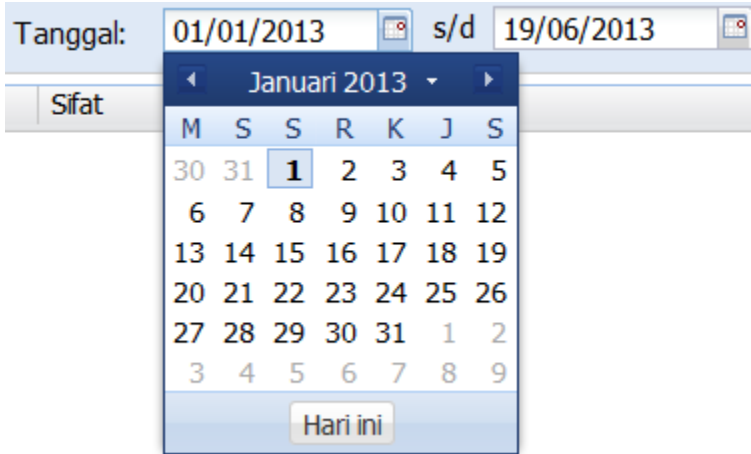 Tanggal: 01/01/2013 s/d 19/06/2013
Sifat
Januari 2013
M S S R K J S
30 31 1 2 3 4 5
6 7 8 9 10 11 12
13 14 15 16 17 18 19
20 21 22 23 24 25 26
27 28 29 30 31 1 2
3 4 5 6 7 8 9
Hari ini